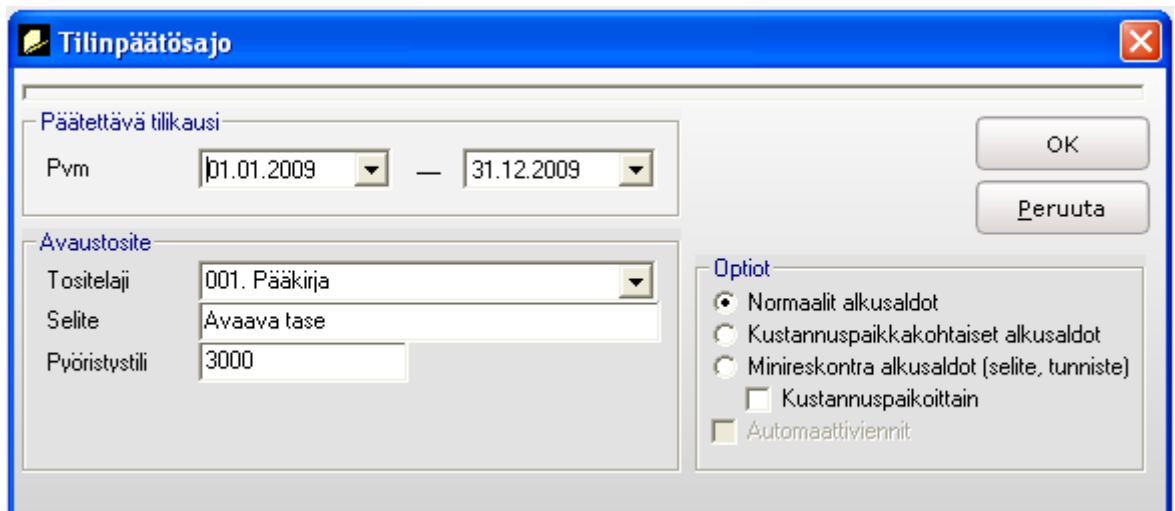 Tilinpäätösajo
Päätettävä tilikausi
Pvm 01.01.2009 — 31.12.2009
OK
Peruuta
Avaustosite
Tositelaji 001. Pääkirja
Selite Avaava tase
Pyöristystili 3000
Optiot
Normaalit alkusaldot
Kustannuspaikkakohtaiset alkusaldot
Minireskontra alkusaldot (selite, tunniste)
Kustannuspaikoittain
Automaattiviennit